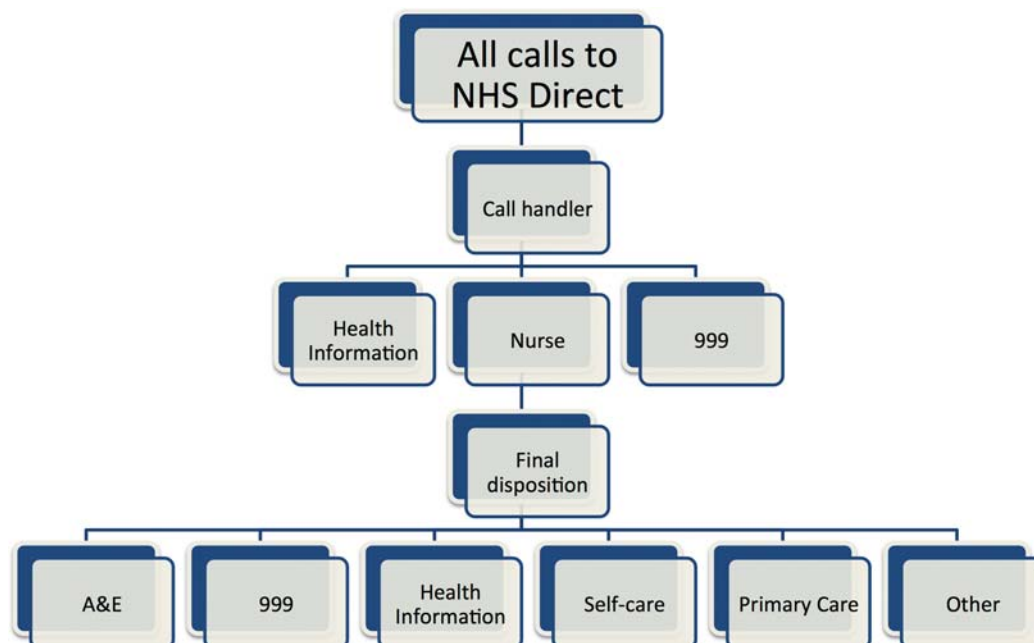 All calls to
NHS Direct
Call handler
Health
Information
Nurse
999
Final
disposition
A&E
999
Health
Information
Self-care
Primary Care
Other